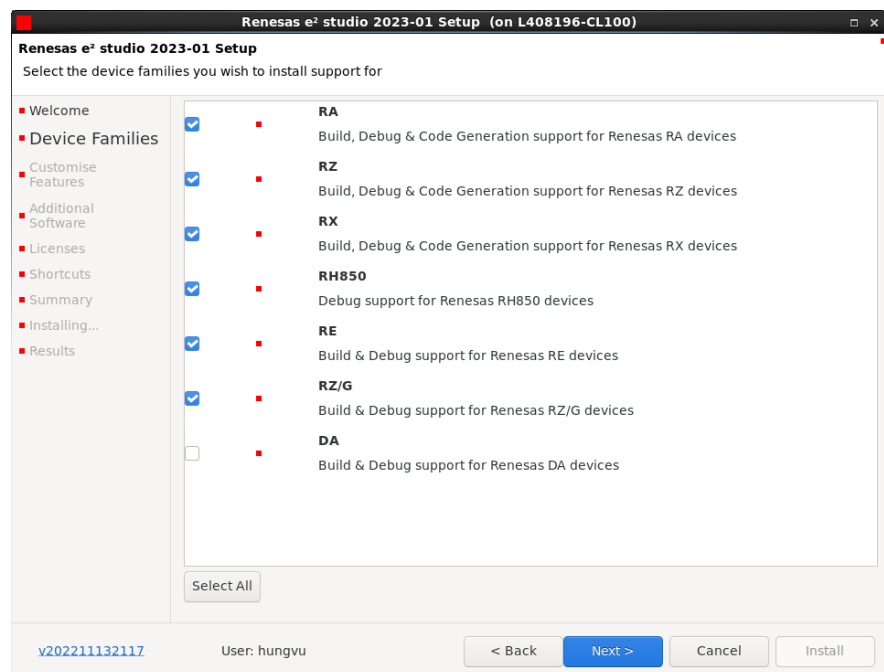 Renesas e² studio 2023-01 Setup (on L408196-CL100)
Renesas e² studio 2023-01 Setup
Select the device families you wish to install support for
Welcome
Device Families
Customise
Features
Additional
Software
Licenses
Shortcuts
Summary
Installing...
Results
RA
Build, Debug & Code Generation support for Renesas RA devices
RZ
Build, Debug & Code Generation support for Renesas RZ devices
RX
Build, Debug & Code Generation support for Renesas RX devices
RH850
Debug support for Renesas RH850 devices
RE
Build & Debug support for Renesas RE devices
RZ/G
Build & Debug support for Renesas RZ/G devices
DA
Build & Debug support for Renesas DA devices
Select All
v202211132117 User: hungvu < Back Next > Cancel Install